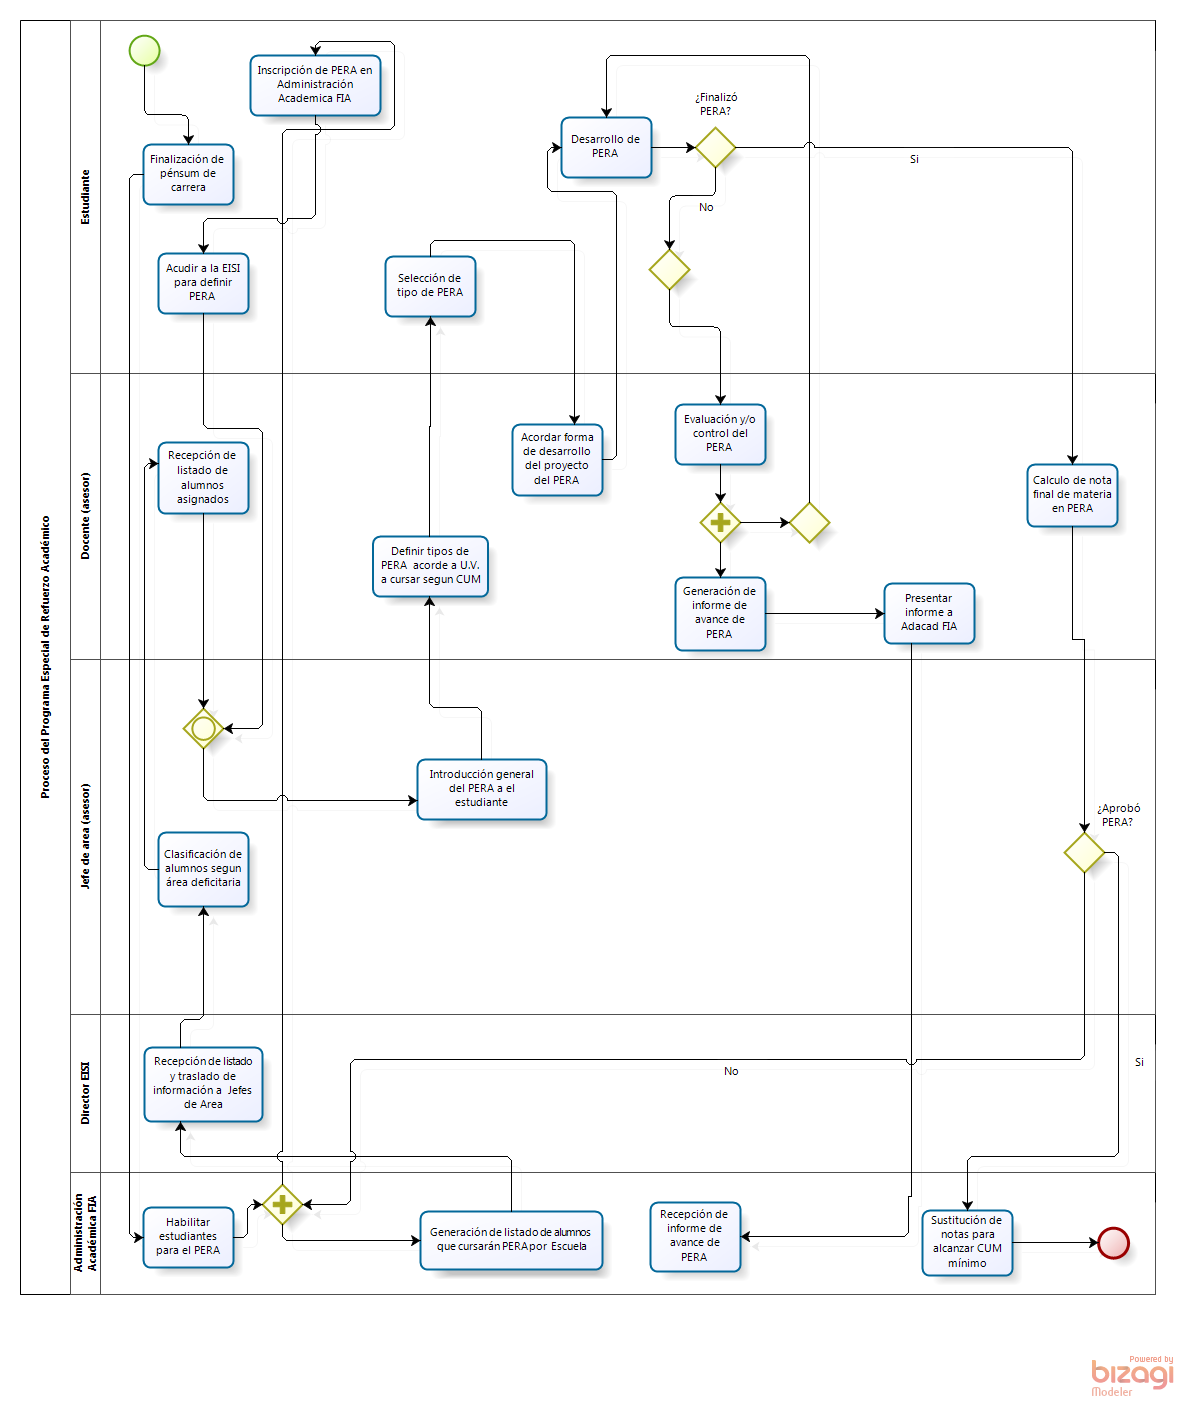 Proceso del Programa Especial de Refuerzo Académico
Estudiante
Inscripción de PERA en
Administración
Academica FIA
Finalización de
pénsum de
carrera
Acudir a la EISI
para definir
PERA
Selección de
tipo de PERA
Desarrollo de
PERA
¿Finalizó
PERA?
Si
No
Docente (asesor)
Recepción de
listado de
alumnos
asignados
Acordar forma
de desarrollo
del proyecto
del PERA
Evaluación y/o
control del
PERA
Calculo de nota
final de materia
en PERA
Definir tipos de
PERA acorde a U.V.
a cursar segun CUM
Generación de
informe de
avance de
PERA
Presentar
informe a
Adacad FIA
Jefe de area (asesor)
Introducción general
del PERA a el
estudiante
¿Aprobó
PERA?
Clasificación de
alumnos segun
área deficitaria
Director EISI
Recepción de listado
y traslado de
información a Jefes
de Area
No
Si
Administración
Académica FIA
Habilitar
estudiantes
para el PERA
Generación de listado de alumnos
que cursarán PERA por Escuela
Recepción de
informe de
avance de
PERA
Sustitución de
notas para
alcanzar CUM
mínimo
Powered by
bizagi
Modeler